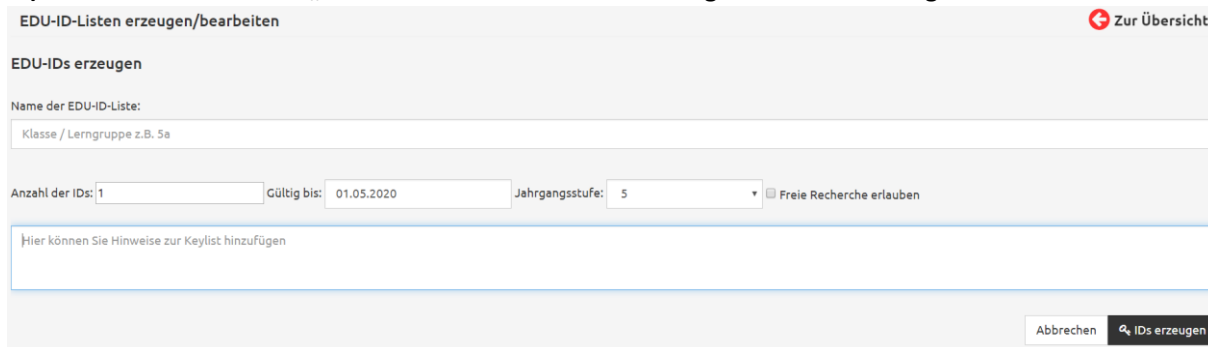 EDU-ID-Listen erzeugen/bearbeiten Zur Übersicht
EDU-IDs erzeugen
Name der EDU-ID-Liste:
Klasse / Lerngruppe z.B. 5a
Anzahl der IDs: 1 Gültig bis: 01.05.2020 Jahrgangsstufe: 5 Freie Recherche erlauben
Hier können Sie Hinweise zur Keylist hinzufügen
Abbrechen IDs erzeugen